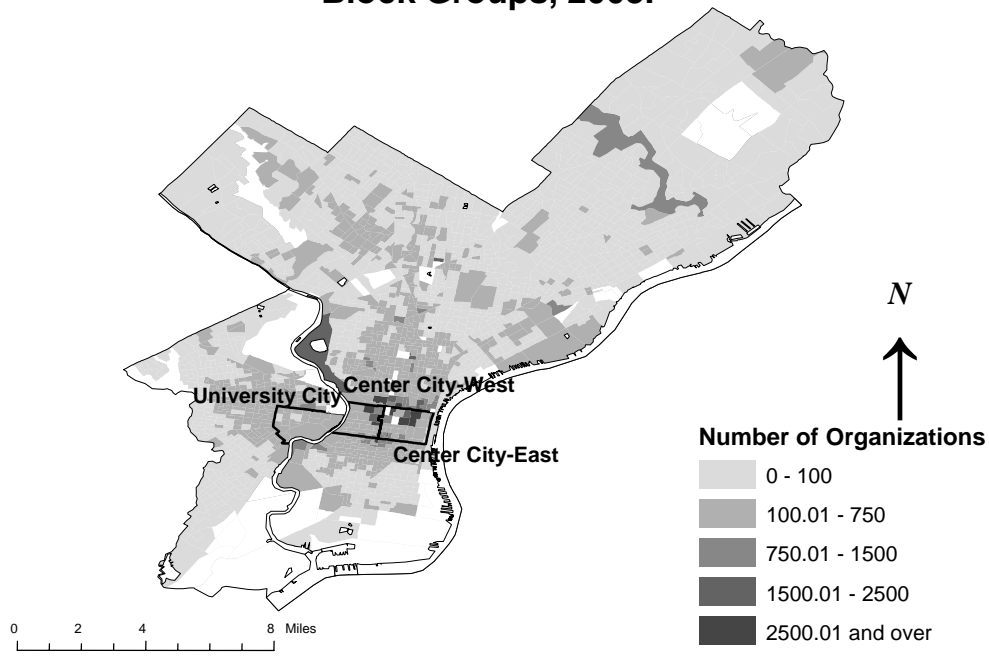 Block Groups, 2003.
N
Center City-West
University City
Center City-East
Number of Organizations
0 - 100
100.01 - 750
750.01 - 1500
1500.01 - 2500
2500.01 and over
0 2 4 8 Miles